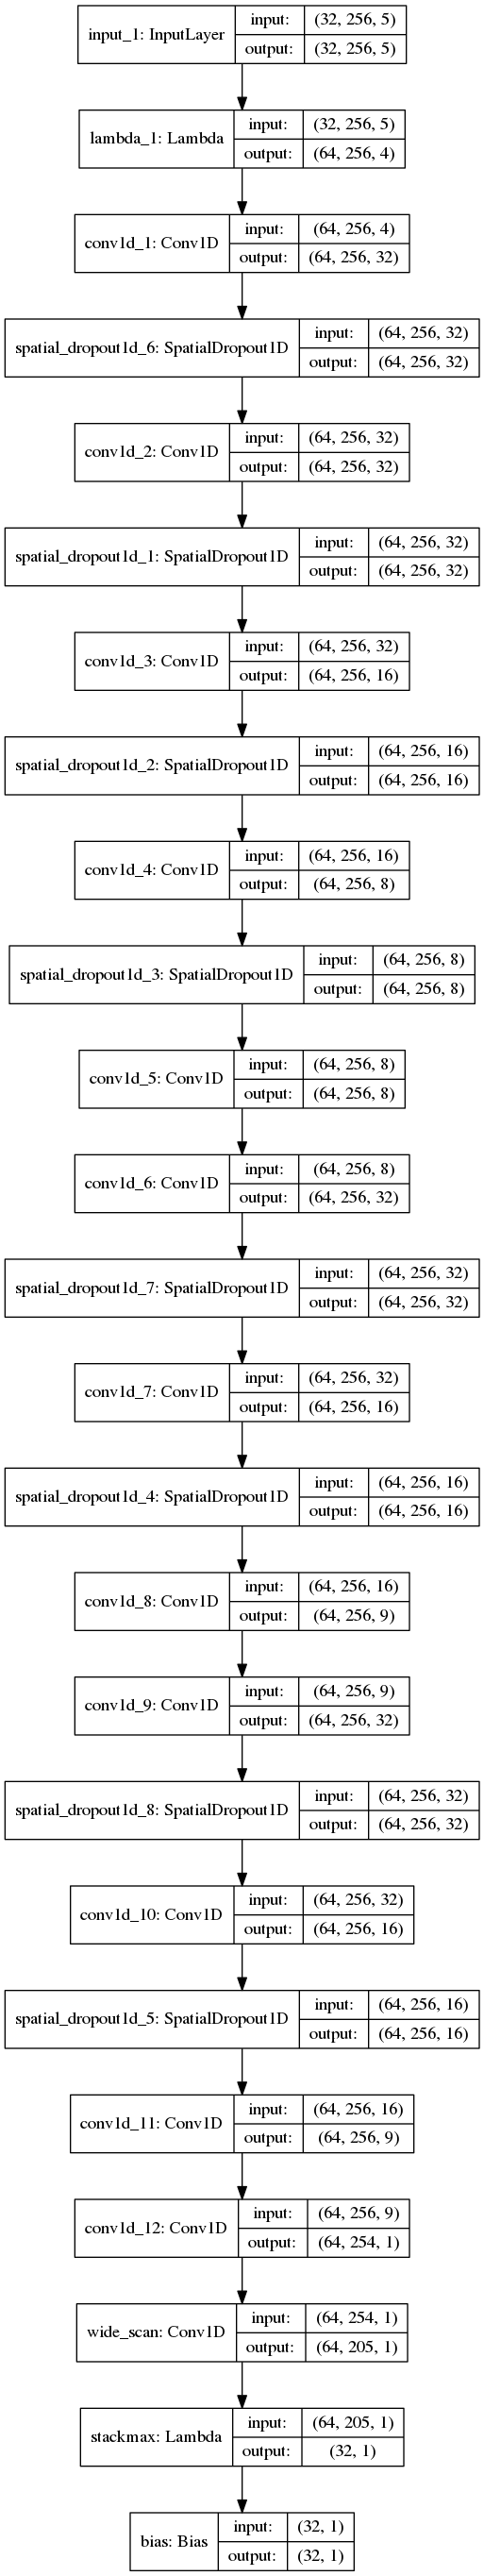 input_1: InputLayer
input: (32, 256, 5)
output: (32, 256, 5)
lambda_1: Lambda
input: (32, 256, 5)
output: (64, 256, 4)
conv1d_1: Conv1D
input: (64, 256, 4)
output: (64, 256, 32)
spatial_dropout1d_6: SpatialDropout1D
input: (64, 256, 32)
output: (64, 256, 32)
conv1d_2: Conv1D
input: (64, 256, 32)
output: (64, 256, 32)
spatial_dropout1d_1: SpatialDropout1D
input: (64, 256, 32)
output: (64, 256, 32)
conv1d_3: Conv1D
input: (64, 256, 32)
output: (64, 256, 16)
spatial_dropout1d_2: SpatialDropout1D
input: (64, 256, 16)
output: (64, 256, 16)
conv1d_4: Conv1D
input: (64, 256, 16)
output: (64, 256, 8)
spatial_dropout1d_3: SpatialDropout1D
input: (64, 256, 8)
output: (64, 256, 8)
conv1d_5: Conv1D
input: (64, 256, 8)
output: (64, 256, 8)
conv1d_6: Conv1D
input: (64, 256, 8)
output: (64, 256, 32)
spatial_dropout1d_7: SpatialDropout1D
input: (64, 256, 32)
output: (64, 256, 32)
conv1d_7: Conv1D
input: (64, 256, 32)
output: (64, 256, 16)
spatial_dropout1d_4: SpatialDropout1D
input: (64, 256, 16)
output: (64, 256, 16)
conv1d_8: Conv1D
input: (64, 256, 16)
output: (64, 256, 9)
conv1d_9: Conv1D
input: (64, 256, 9)
output: (64, 256, 32)
spatial_dropout1d_8: SpatialDropout1D
input: (64, 256, 32)
output: (64, 256, 32)
conv1d_10: Conv1D
input: (64, 256, 32)
output: (64, 256, 16)
spatial_dropout1d_5: SpatialDropout1D
input: (64, 256, 16)
output: (64, 256, 16)
conv1d_11: Conv1D
input: (64, 256, 16)
output: (64, 256, 9)
conv1d_12: Conv1D
input: (64, 256, 9)
output: (64, 254, 1)
wide_scan: Conv1D
input: (64, 254, 1)
output: (64, 205, 1)
stackmax: Lambda
input: (64, 205, 1)
output: (32, 1)
bias: Bias
input: (32, 1)
output: (32, 1)